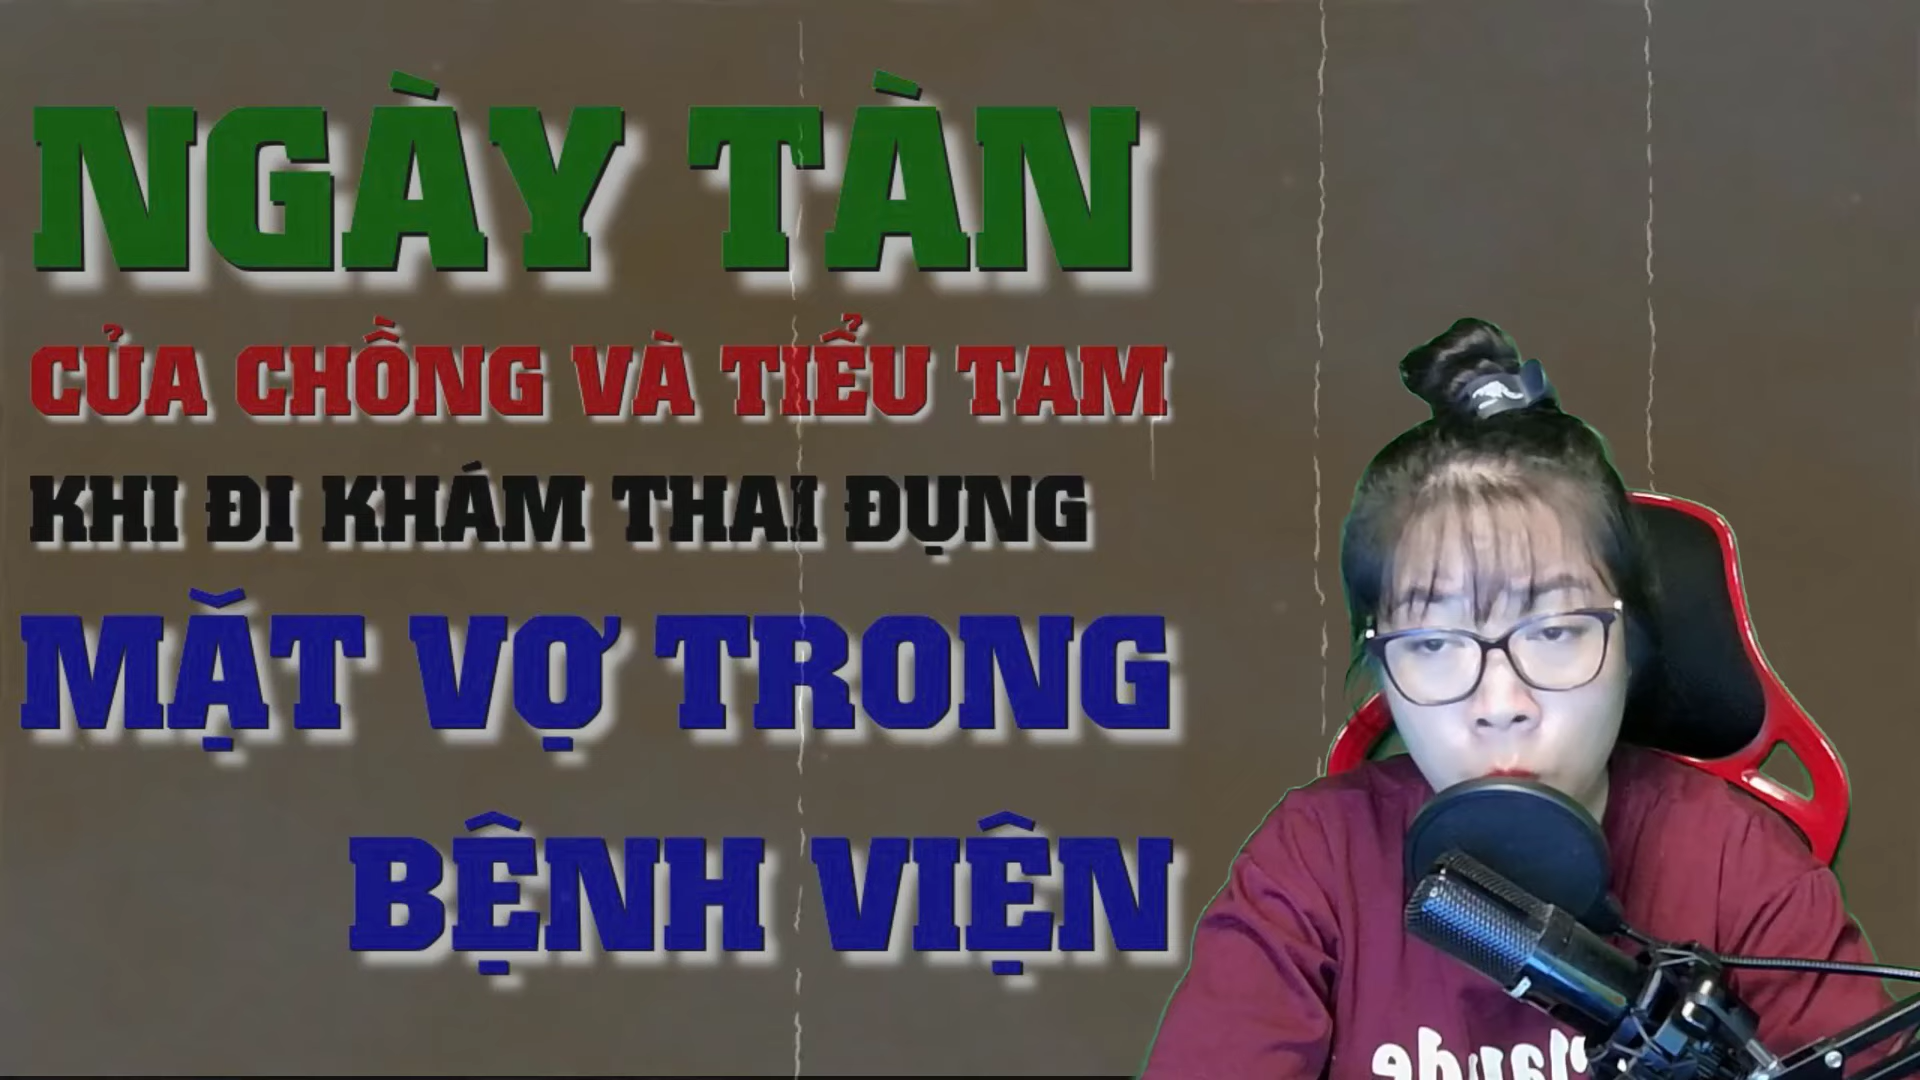 NGÀY TÀN
CỦA CHỒNG VÀ TIỂU TAM
KHI ĐI KHÁM THAI ĐỤNG
MẶT VỢ TRONG
BỆNH VIỆN